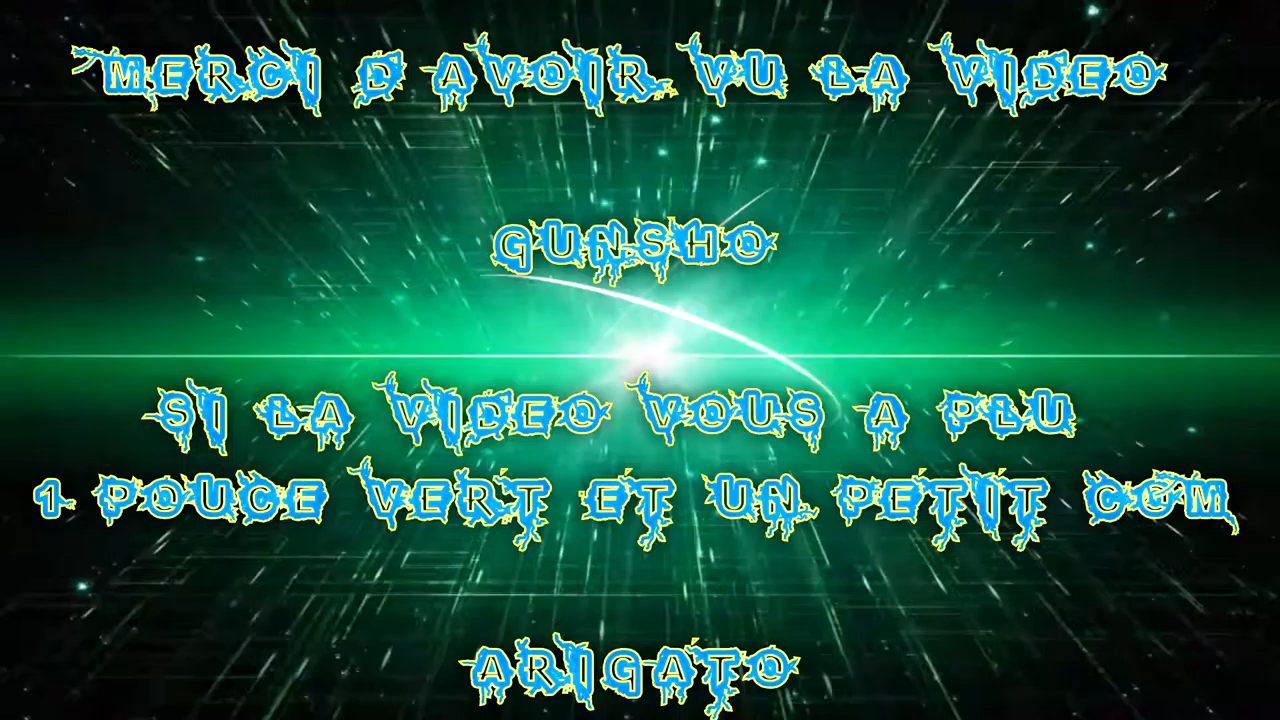 MERCI D AVOIR VU LA VIDEO
GUNSHO
SI LA VIDEO VOUS A PLU
1 POUCE VERT ET UN PETIT COM
ARIGATO